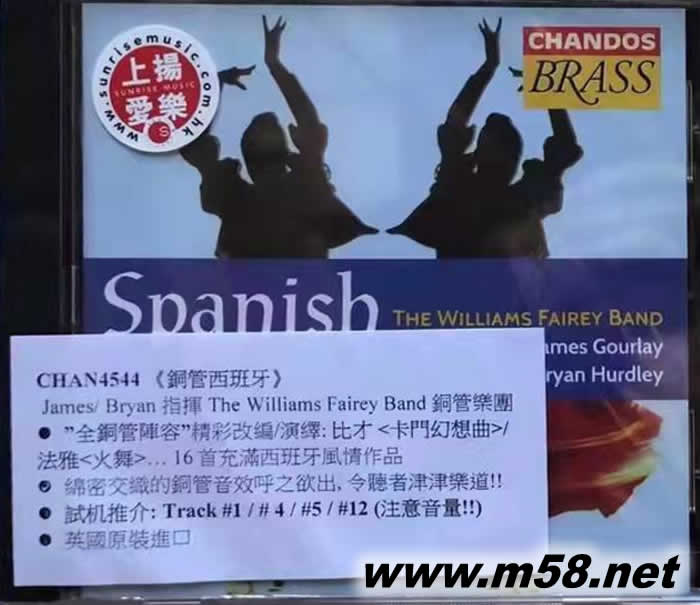 www.sunrisemusic.com.hk
上揚
SUNRISE MUSIC
愛樂
S
CHANDOS
BRASS
Spanish
THE WILLIAMS FAIREY BAND
ames Gourlay
ryan Hurdley
CHAN4544 《銅管西班牙》
James/ Bryan 指揮 The Williams Fairey Band 銅管樂團
● ”全銅管陣容”精彩改編/演繹: 比才 <卡門幻想曲>/
法雅<火舞>… 16 首充滿西班牙風情作品
● 綿密交織的銅管音效呼之欲出, 令聽者津津樂道!!
● 試机推介: Track #1 / # 4 / #5 / #12 (注意音量!!)
● 英國原裝進口
www.m58.net